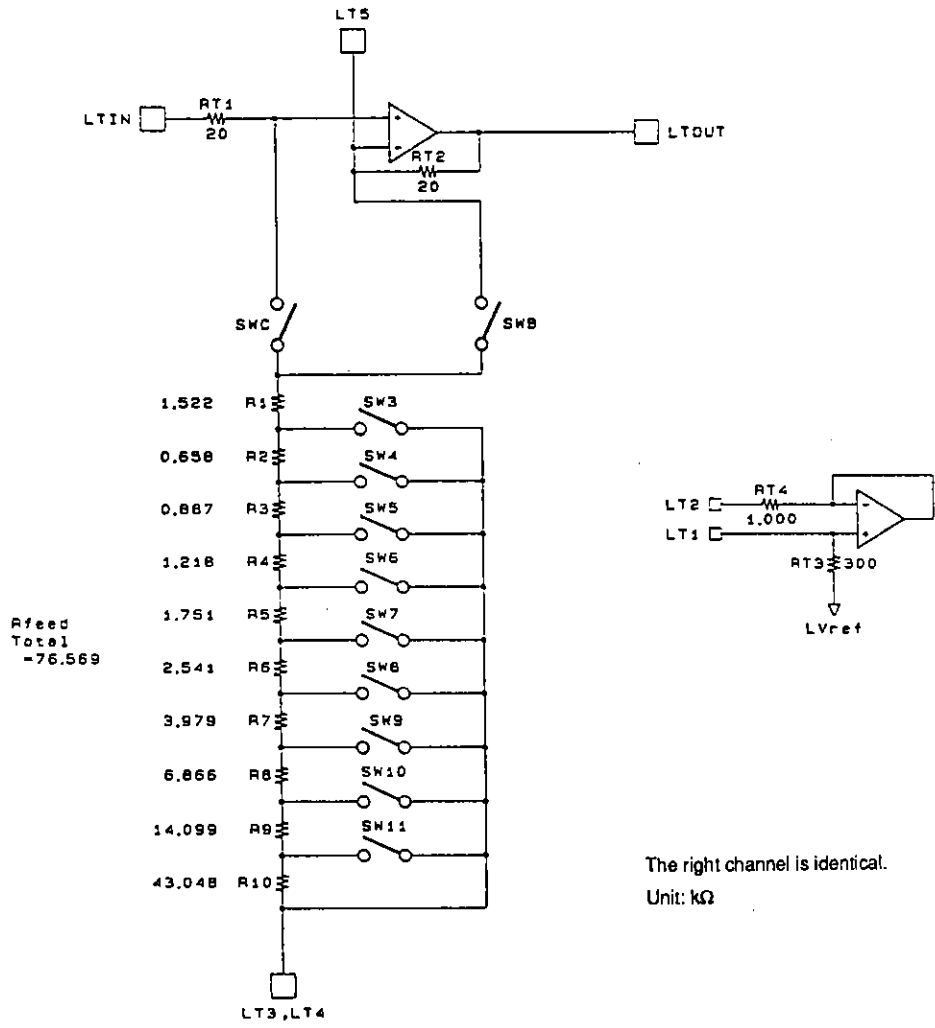 LT5
LTIN
RT1
20
LTOUT
RT2
20
SWC
SWB
1.522 R1
SW3
0.658 R2
SW4
0.887 R3
SW5
1.218 R4
SW6
1.751 R5
SW7
2.541 R6
SW8
3.979 R7
SW9
6.866 R8
SW10
14.099 R9
SW11
43.048 R10
Rfeed
Total
=76.569
LT3,LT4
LT2
RT4
1.000
LT1
RT3 300
LVref
The right channel is identical.
Unit: kΩ